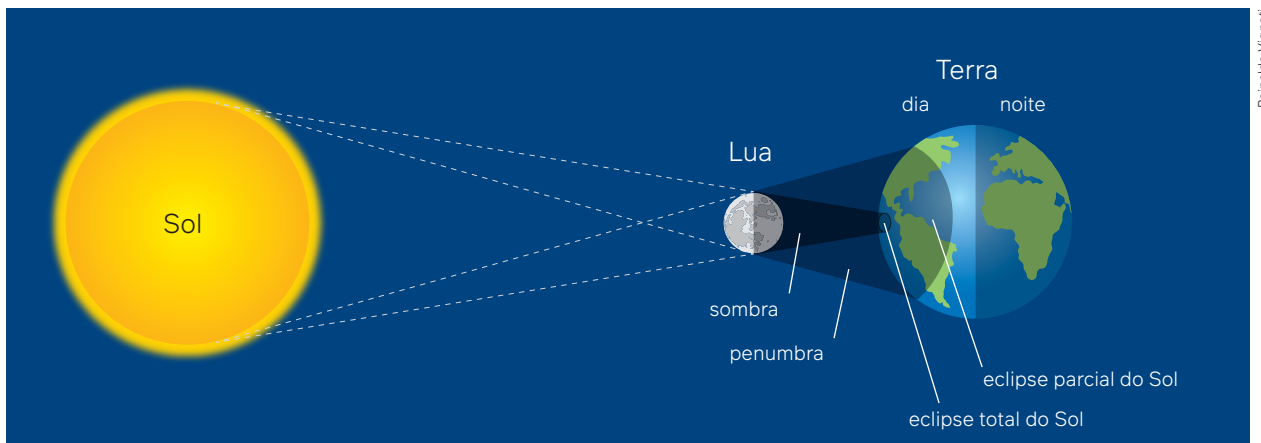 Sol
Lua
Terra
dia
noite
sombra
penumbra
eclipse parcial do Sol
eclipse total do Sol